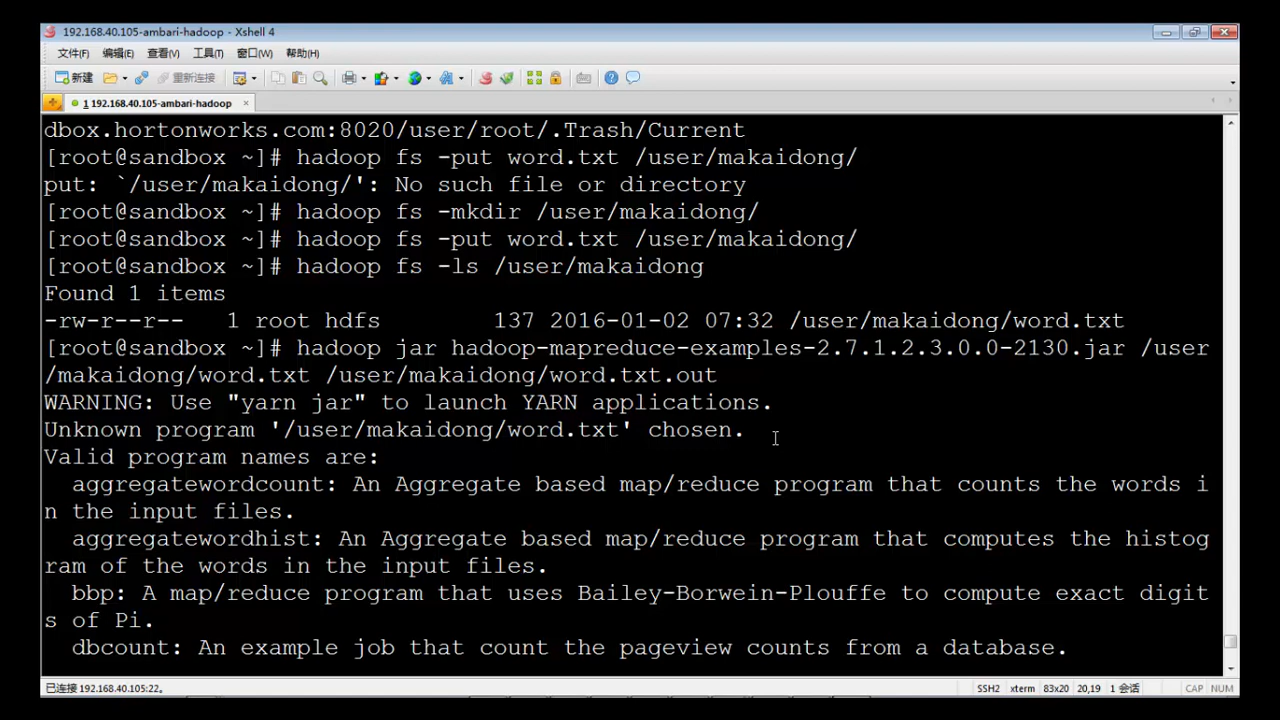 192.168.40.105-ambari-hadoop - Xshell 4
文件(F) 编辑(E) 查看(V) 工具(T) 窗口(W) 帮助(H)
新建 重新连接
1 192.168.40.105-ambari-hadoop
dbox.hortonworks.com:8020/user/root/.Trash/Current
[root@sandbox ~]# hadoop fs -put word.txt /user/makaidong/
put: `/user/makaidong/': No such file or directory
[root@sandbox ~]# hadoop fs -mkdir /user/makaidong/
[root@sandbox ~]# hadoop fs -put word.txt /user/makaidong/
[root@sandbox ~]# hadoop fs -ls /user/makaidong
Found 1 items
-rw-r--r--   1 root hdfs        137 2016-01-02 07:32 /user/makaidong/word.txt
[root@sandbox ~]# hadoop jar hadoop-mapreduce-examples-2.7.1.2.3.0.0-2130.jar /user
/makaidong/word.txt /user/makaidong/word.txt.out
WARNING: Use "yarn jar" to launch YARN applications.
Unknown program '/user/makaidong/word.txt' chosen.
Valid program names are:
  aggregatewordcount: An Aggregate based map/reduce program that counts the words i
n the input files.
  aggregatewordhist: An Aggregate based map/reduce program that computes the histog
ram of the words in the input files.
  bbp: A map/reduce program that uses Bailey-Borwein-Plouffe to compute exact digit
s of Pi.
  dbcount: An example job that count the pageview counts from a database.
已连接 192.168.40.105:22。 SSH2 xterm 83x20 20,19 1 会话 CAP NUM